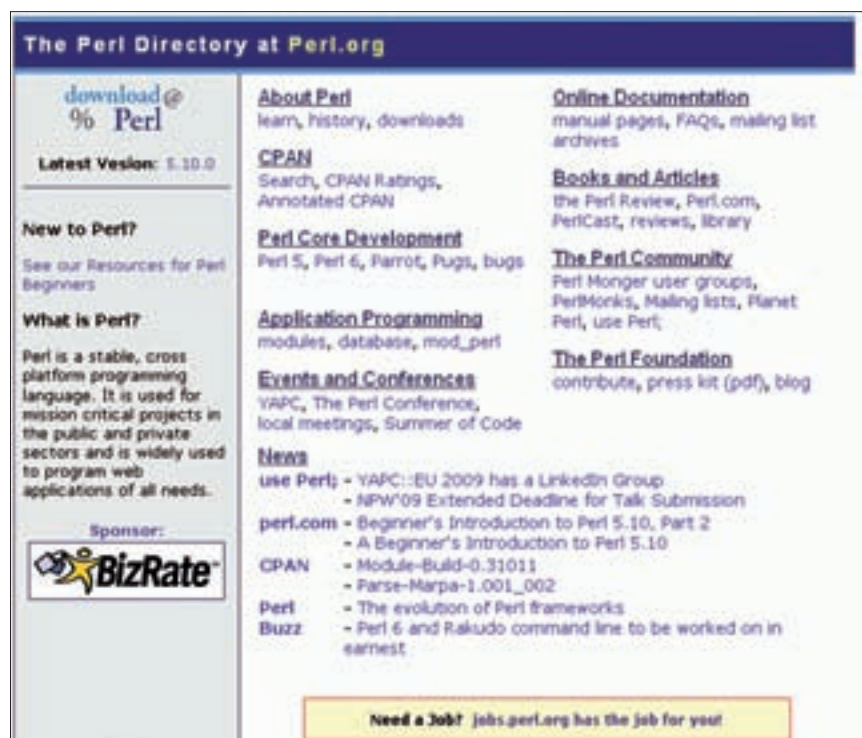 The Perl Directory at Perl.org
download@
% Perl
Latest Vesion: 5.10.0
New to Perl?
See our Resources for Perl
Beginners
What is Perl?
Perl is a stable, cross
platform programming
language. It is used for
mission critical projects in
the public and private
sectors and is widely used
to program web
applications of all needs.
Sponsor:
BizRate
About Perl
learn, history, downloads
CPAN
Search, CPAN Ratings,
Annotated CPAN
Perl Core Development
Perl 5, Perl 6, Parrot, Pugs, bugs
Application Programming
modules, database, mod_perl
Events and Conferences
YAPC, The Perl Conference,
local meetings, Summer of Code
Online Documentation
manual pages, FAQs, mailing list
archives
Books and Articles
the Perl Review, Perl.com,
PerlCast, reviews, library
The Perl Community
Perl Monger user groups,
PerlMonks, Mailing lists, Planet
Perl, use Perl;
The Perl Foundation
contribute, press kit (pdf), blog
News
use Perl; - YAPC::EU 2009 has a LinkedIn Group
- NPW'09 Extended Deadline for Talk Submission
perl.com - Beginner's Introduction to Perl 5.10, Part 2
- A Beginner's Introduction to Perl 5.10
CPAN - Module-Build-0.31011
- Parse-Marpa-1.001_002
Perl - The evolution of Perl frameworks
Buzz - Perl 6 and Rakudo command line to be worked on in
earnest
Need a Job? jobs.perl.org has the job for you!